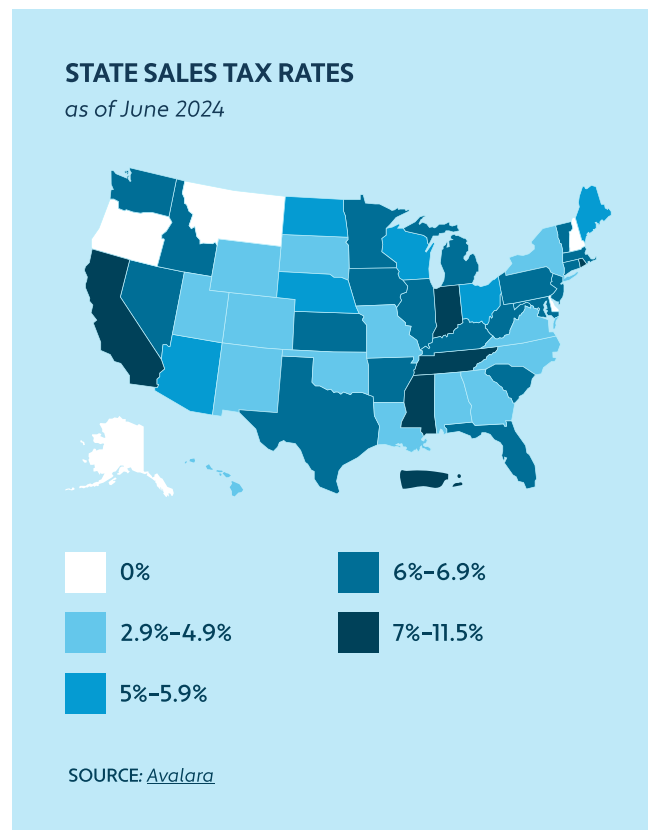 STATE SALES TAX RATES
as of June 2024
0%
2.9%–4.9%
5%–5.9%
6%–6.9%
7%–11.5%
SOURCE: Avalara